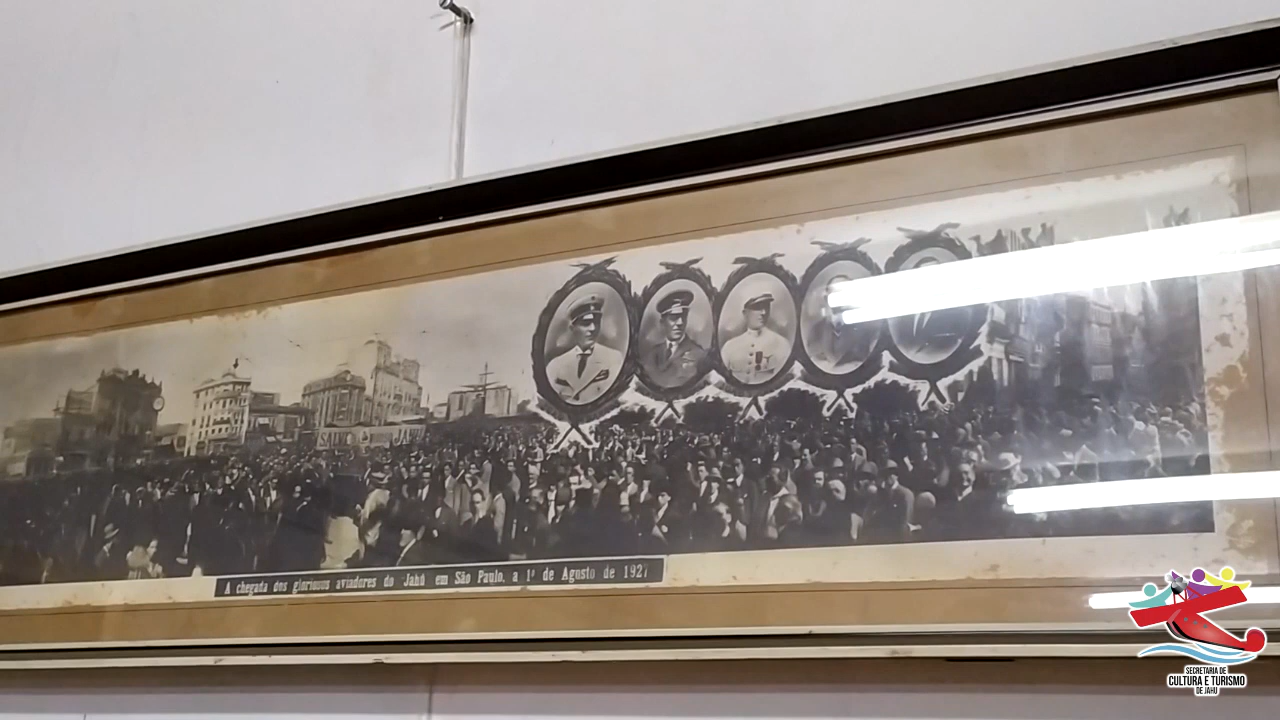 A chegada dos gloriosos aviadores do Jahú em São Paulo, a 1º de Agosto de 1927
SECRETARIA DE
CULTURA E TURISMO
DE JAHU